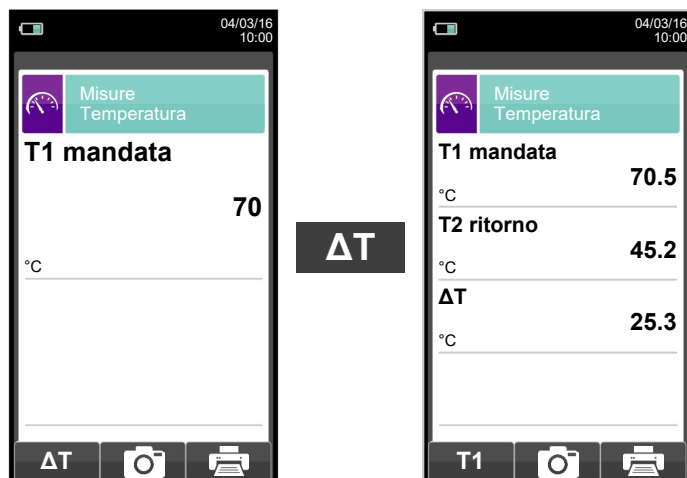 04/03/16
10:00
Misure
Temperatura
T1 mandata
70
°C
ΔT
ΔT
04/03/16
10:00
Misure
Temperatura
T1 mandata
70.5
°C
T2 ritorno
45.2
°C
ΔT
25.3
°C
T1